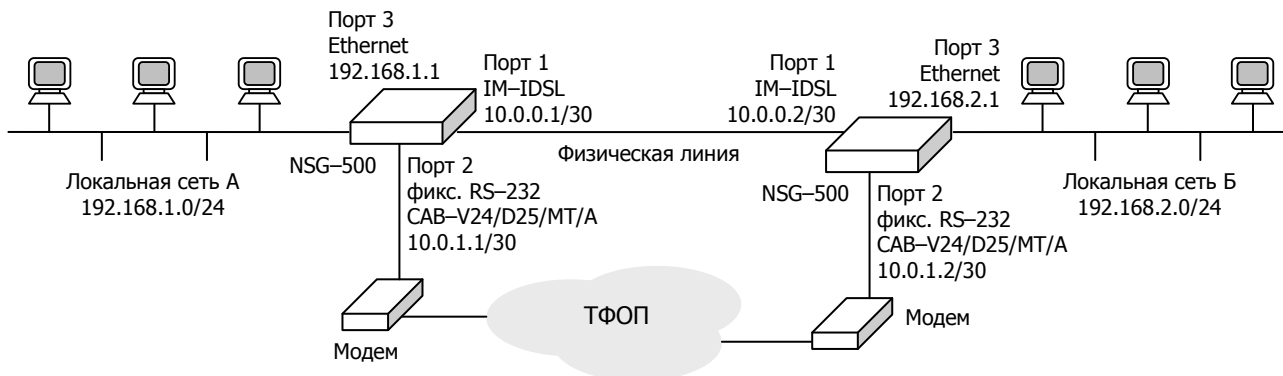 Порт 3
Ethernet
192.168.1.1
Порт 1
IM–IDSL
10.0.0.1/30
Порт 1
IM–IDSL
10.0.0.2/30
Порт 3
Ethernet
192.168.2.1
Физическая линия
Локальная сеть А
192.168.1.0/24
NSG–500
Порт 2
фикс. RS–232
CAB–V24/D25/MT/A
10.0.1.1/30
NSG–500
Порт 2
фикс. RS–232
CAB–V24/D25/MT/A
10.0.1.2/30
Локальная сеть Б
192.168.2.0/24
Модем
ТФОП
Модем